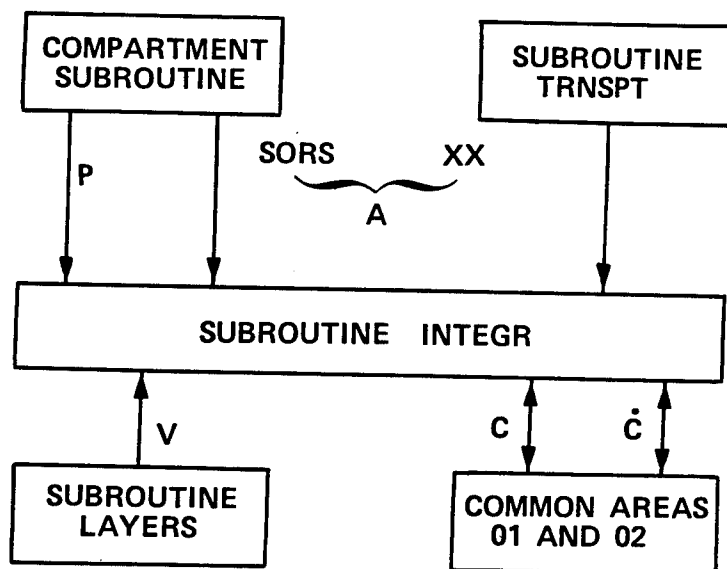 COMPARTMENT
SUBROUTINE
SUBROUTINE
TRNSPT
P
SORS
XX
A
SUBROUTINE INTEGR
V
C
Ċ
SUBROUTINE
LAYERS
COMMON AREAS
01 AND 02